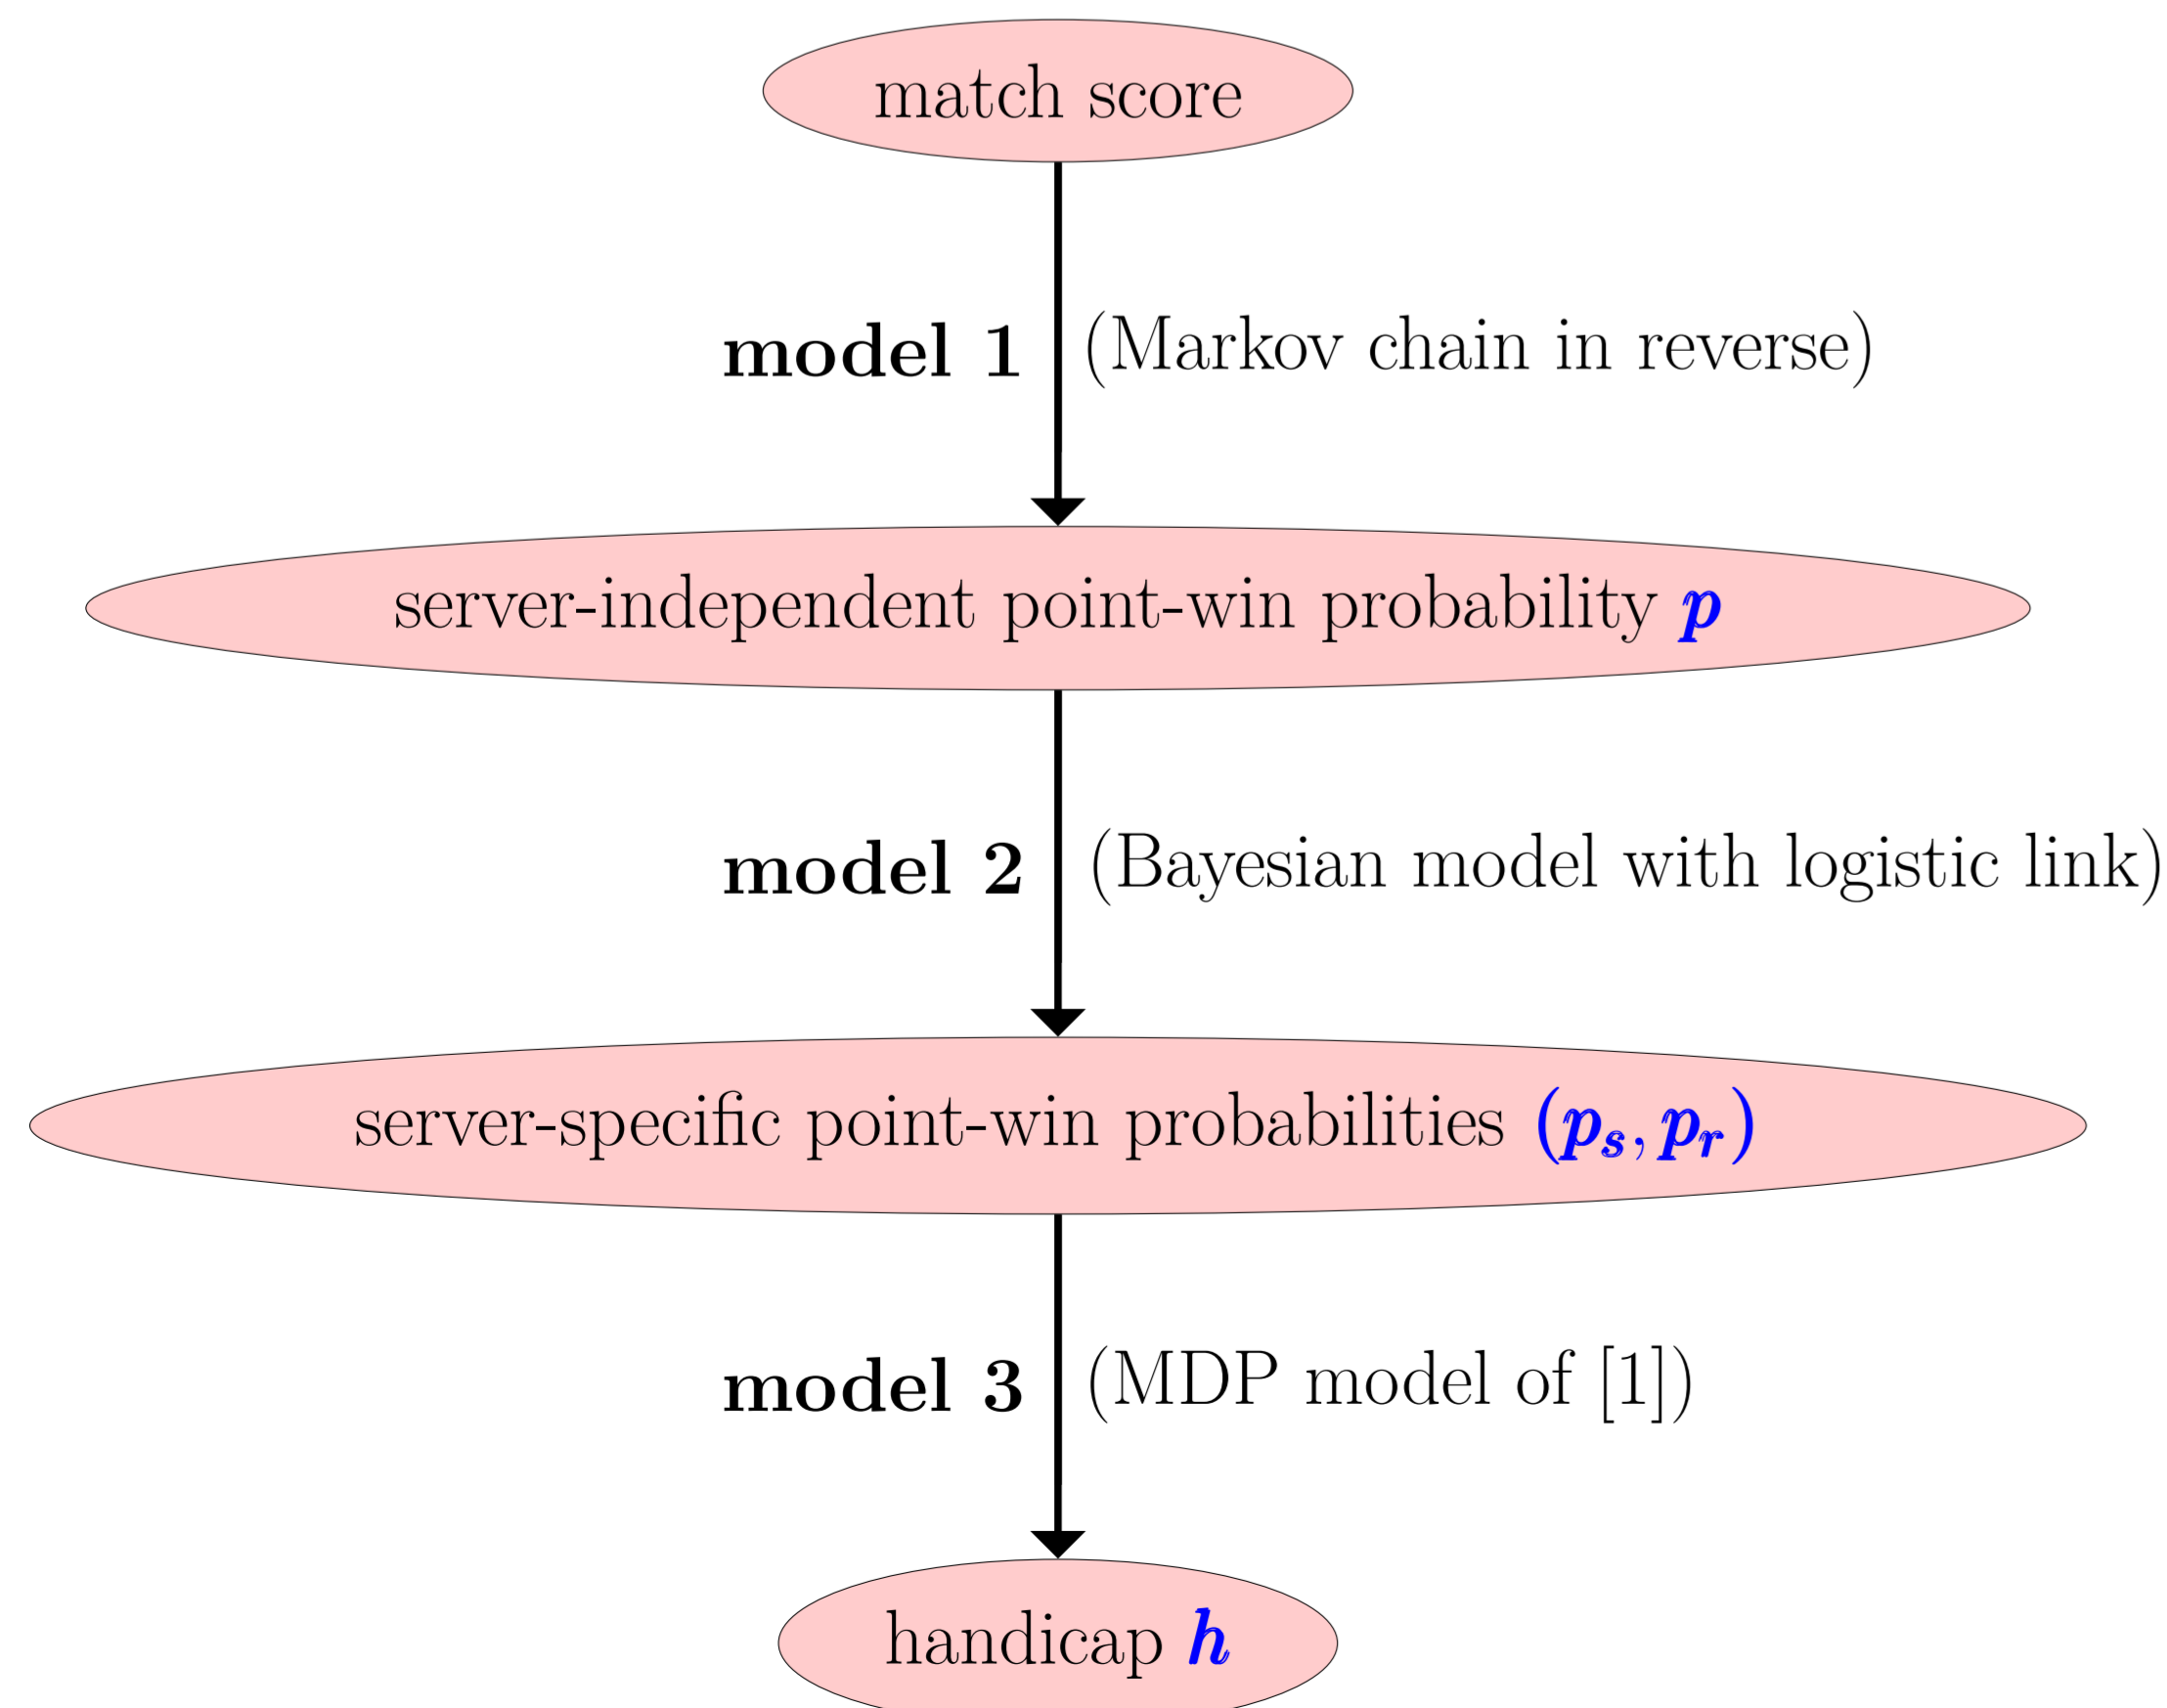 match score
model 1 (Markov chain in reverse)
server-independent point-win probability p
model 2 (Bayesian model with logistic link)
server-specific point-win probabilities (pₛ, pᵣ)
model 3 (MDP model of [1])
handicap h